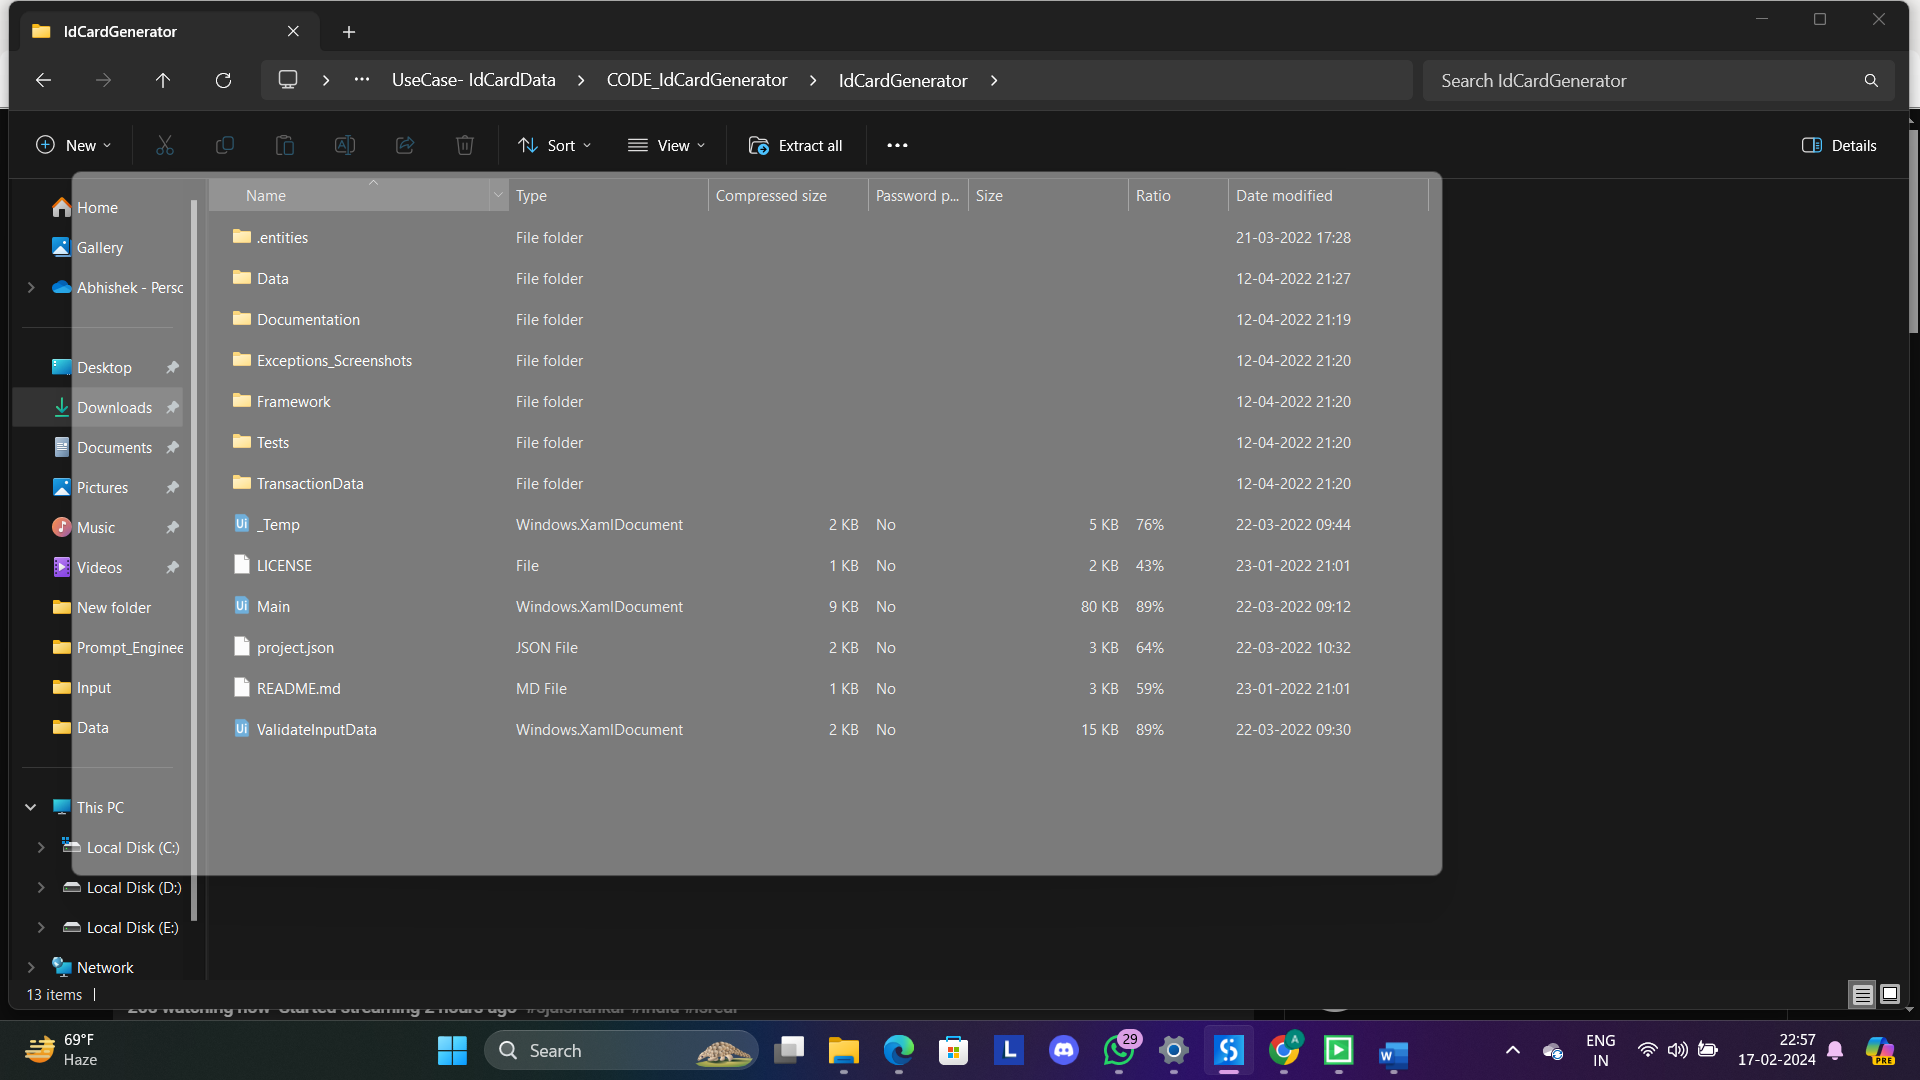 IdCardGenerator
UseCase- IdCardData
CODE_IdCardGenerator
IdCardGenerator
Search IdCardGenerator
New
Sort
View
Extract all
Details
Home
Gallery
Abhishek - Persc
Desktop
Downloads
Documents
Pictures
Music
Videos
New folder
Prompt_Enginee
Input
Data
This PC
Local Disk (C:)
Local Disk (D:)
Local Disk (E:)
Network
Name Type Compressed size Password p... Size Ratio Date modified
.entities File folder 21-03-2022 17:28
Data File folder 12-04-2022 21:27
Documentation File folder 12-04-2022 21:19
Exceptions_Screenshots File folder 12-04-2022 21:20
Framework File folder 12-04-2022 21:20
Tests File folder 12-04-2022 21:20
TransactionData File folder 12-04-2022 21:20
_Temp Windows.XamlDocument 2 KB No 5 KB 76% 22-03-2022 09:44
LICENSE File 1 KB No 2 KB 43% 23-01-2022 21:01
Main Windows.XamlDocument 9 KB No 80 KB 89% 22-03-2022 09:12
project.json JSON File 2 KB No 3 KB 64% 22-03-2022 10:32
README.md MD File 1 KB No 3 KB 59% 23-01-2022 21:01
ValidateInputData Windows.XamlDocument 2 KB No 15 KB 89% 22-03-2022 09:30
13 items
69°F
Haze
Search
L
29
A
ENG
IN
22:57
17-02-2024
PRE